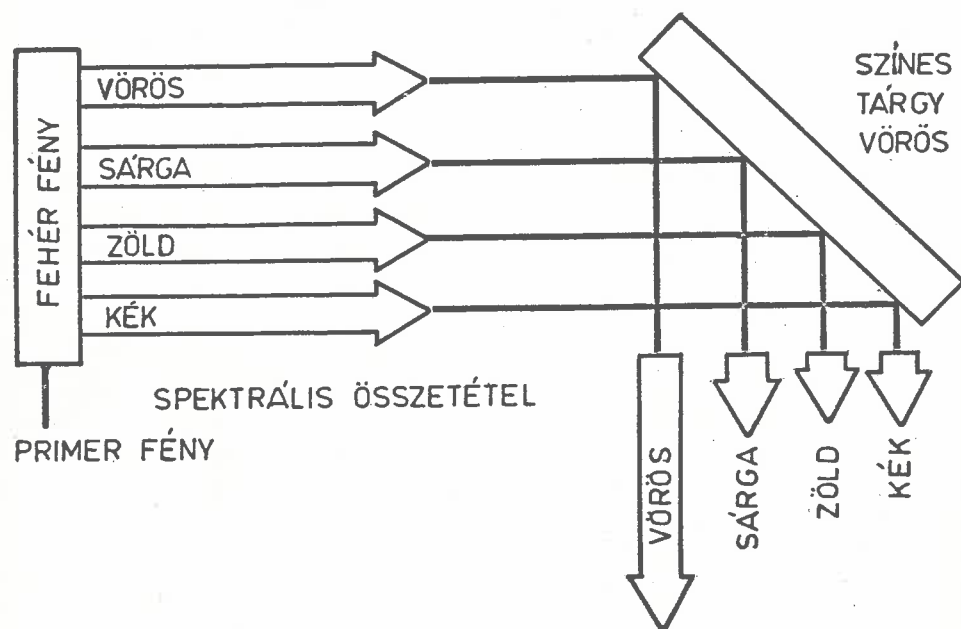 FEHÉR FÉNY
VÖRÖS
SÁRGA
ZÖLD
KÉK
SPEKTRÁLIS ÖSSZETÉTEL
PRIMER FÉNY
SZÍNES
TÁRGY
VÖRÖS
VÖRÖS
SÁRGA
ZÖLD
KÉK